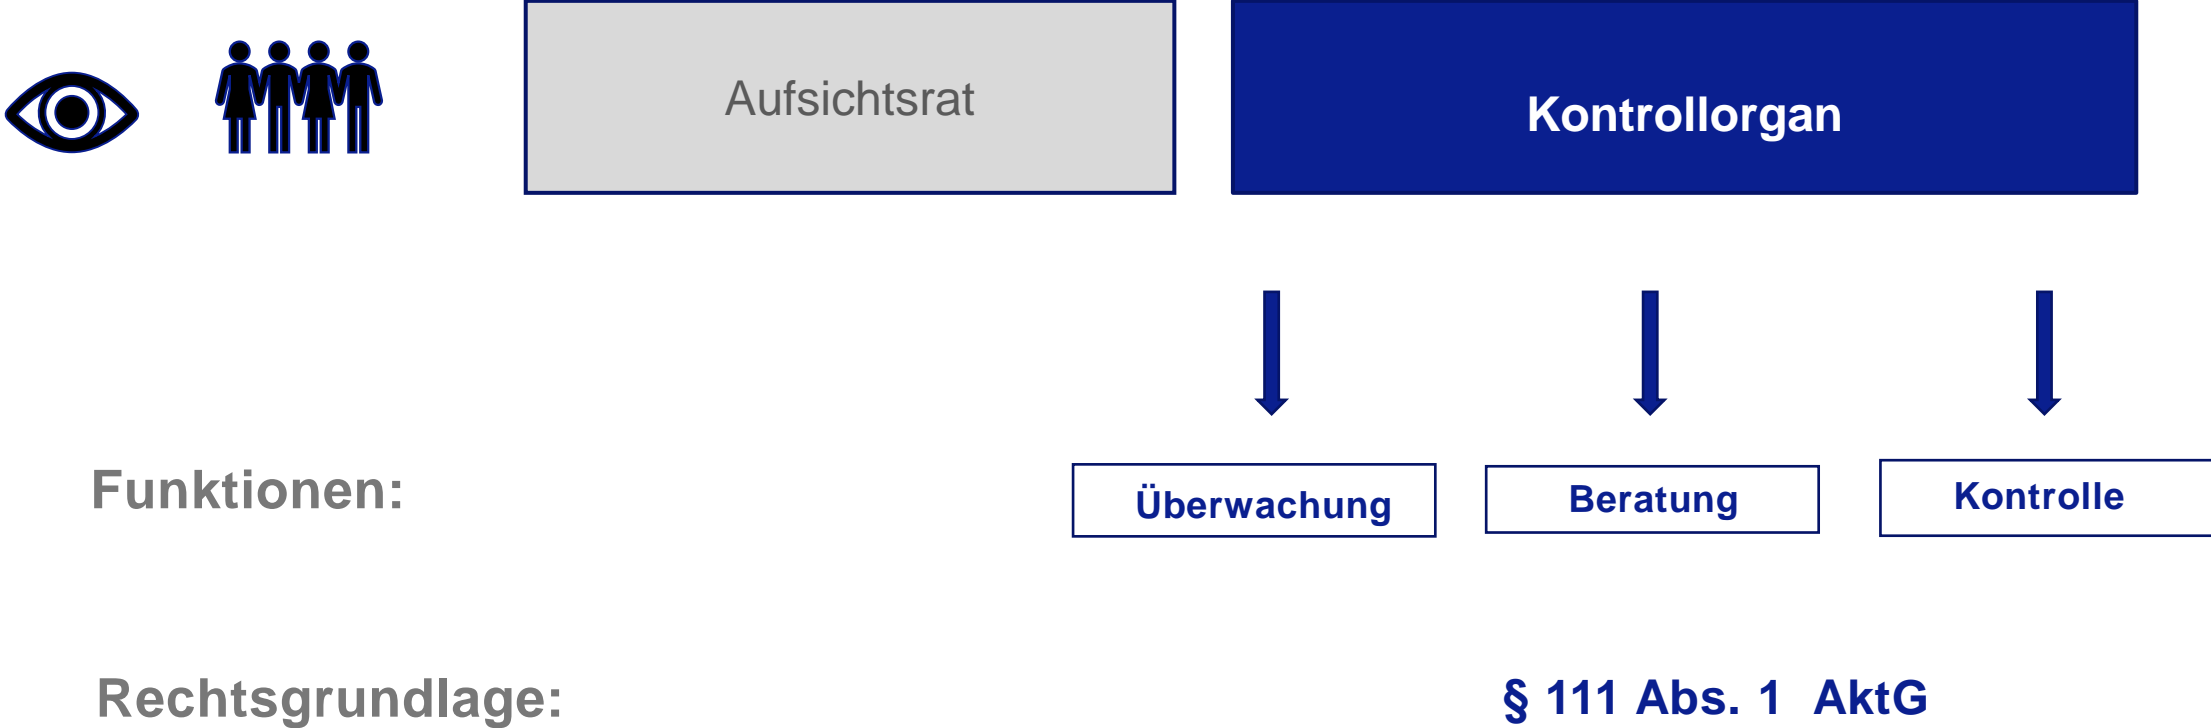 Aufsichtsrat
Kontrollorgan
Funktionen:
Überwachung
Beratung
Kontrolle
Rechtsgrundlage:
§ 111 Abs. 1 AktG